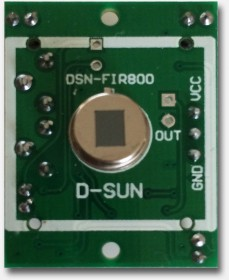 DSN-FIR800
VCC
OUT
GND
D-SUN